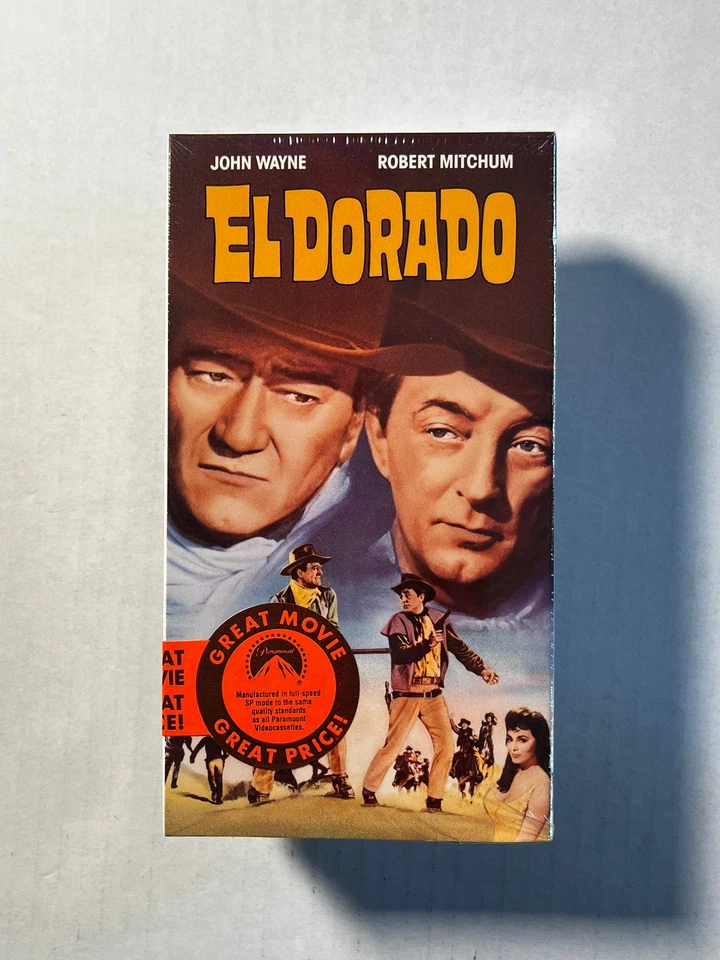 JOHN WAYNE ROBERT MITCHUM
EL DORADO
GREAT MOVIE
Paramount
®
Manufactured in full-speed
SP mode to the same
quality standards
as all Paramount
Videocassettes.
GREAT PRICE!
AT
VIE
AT
E!